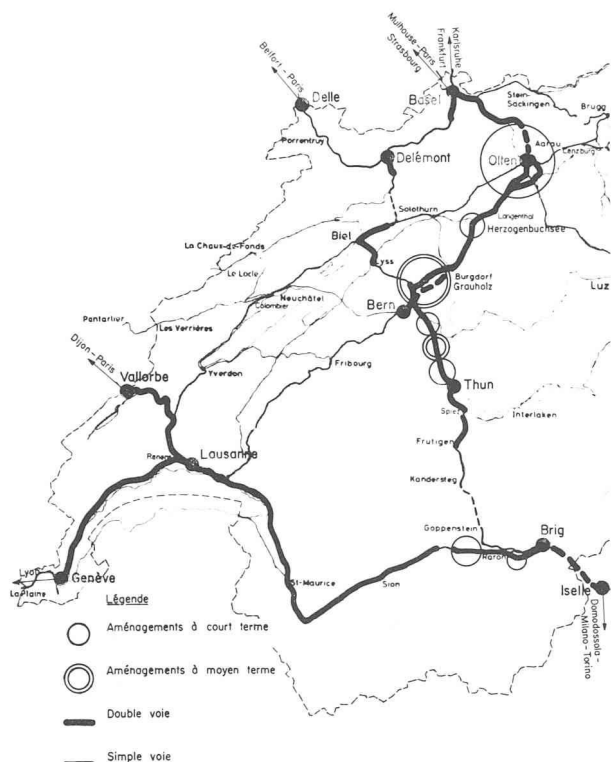 Mulhouse-Paris
Strasbourg
Karlsruhe
Frankfurt
Belfort - Paris
Delle
Basel
Stein-
Säckingen
Brugg
Porrentruy
Delémont
Olten
Aarau
Lenzburg
Solothurn
Langenthal
Herzogenbuchsee
Biel
La Chaux-de-Fonds
Lyss
Le Locle
Burgdorf
Grauholz
Luz
Neuchâtel
Colombier
Bern
Pontarlier
Les Verrières
Dijon-Paris
Fribourg
Yverdon
Vallorbe
Thun
Spiez
Interlaken
Renens
Lausanne
Frutigen
Kandersteg
Goppenstein
Brig
Raron
Lyon
La Plaine
Genève
St-Maurice
Sion
Iselle
Domodossola-
Milano-Torino
Légende
Aménagements à court terme
Aménagements à moyen terme
Double voie
Simple voie